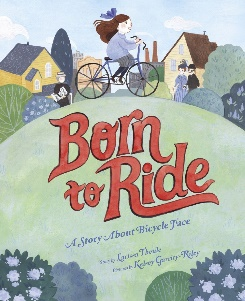 Born
to Ride
A Story About Bicycle Face